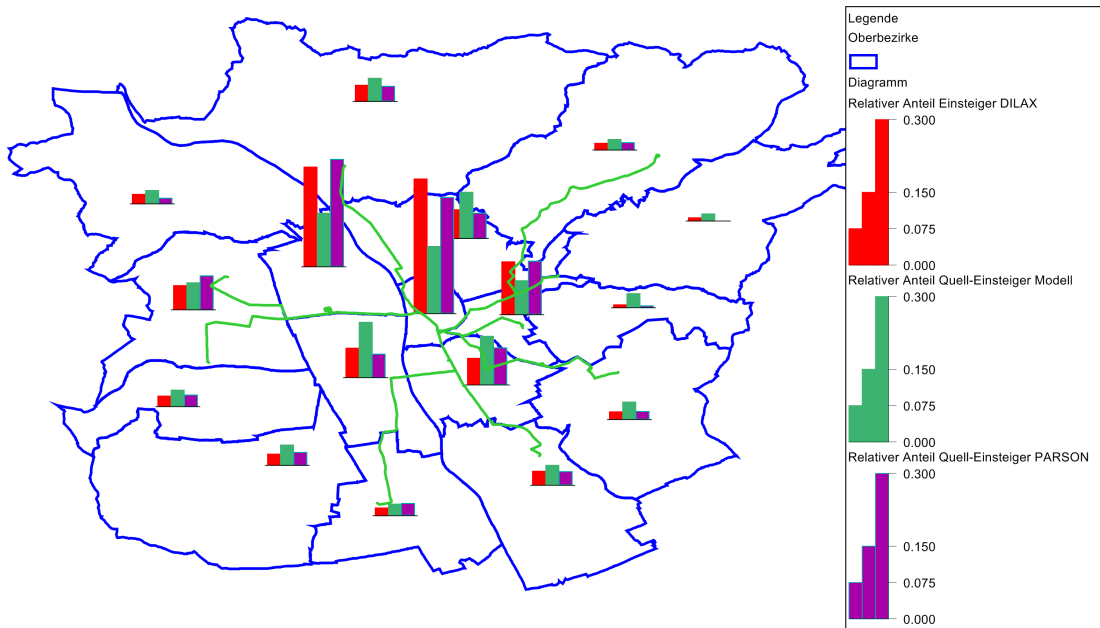 Legende
Oberbezirke
Diagramm
Relativer Anteil Einsteiger DILAX
0.300
0.150
0.075
0.000
Relativer Anteil Quell-Einsteiger Modell
0.300
0.150
0.075
0.000
Relativer Anteil Quell-Einsteiger PARSON
0.300
0.150
0.075
0.000